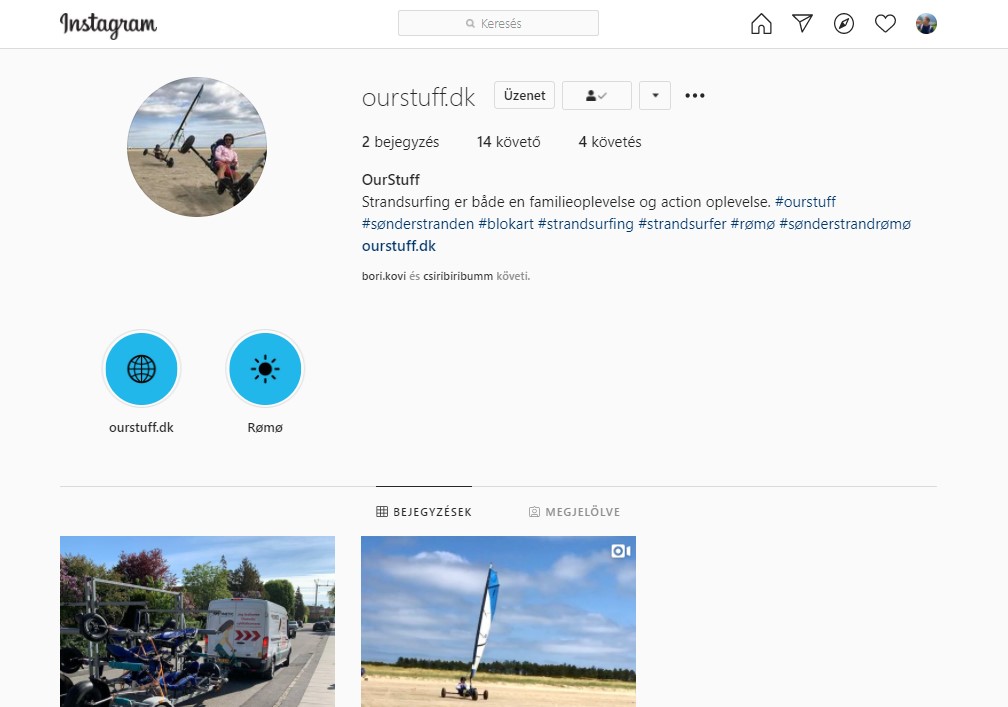 Instagram
Keresés
ourstuff.dk
Üzenet
2 bejegyzés
14 követő
4 követés
OurStuff
Strandsurfing er både en familieoplevelse og action oplevelse. #ourstuff
#sønderstranden #blokart #strandsurfing #strandsurfer #rømø #sønderstrandrømø
ourstuff.dk
bori.kovi és csiribiribumm követi.
ourstuff.dk
Rømø
BEJEGYZÉSEK
MEGJELÖLVE